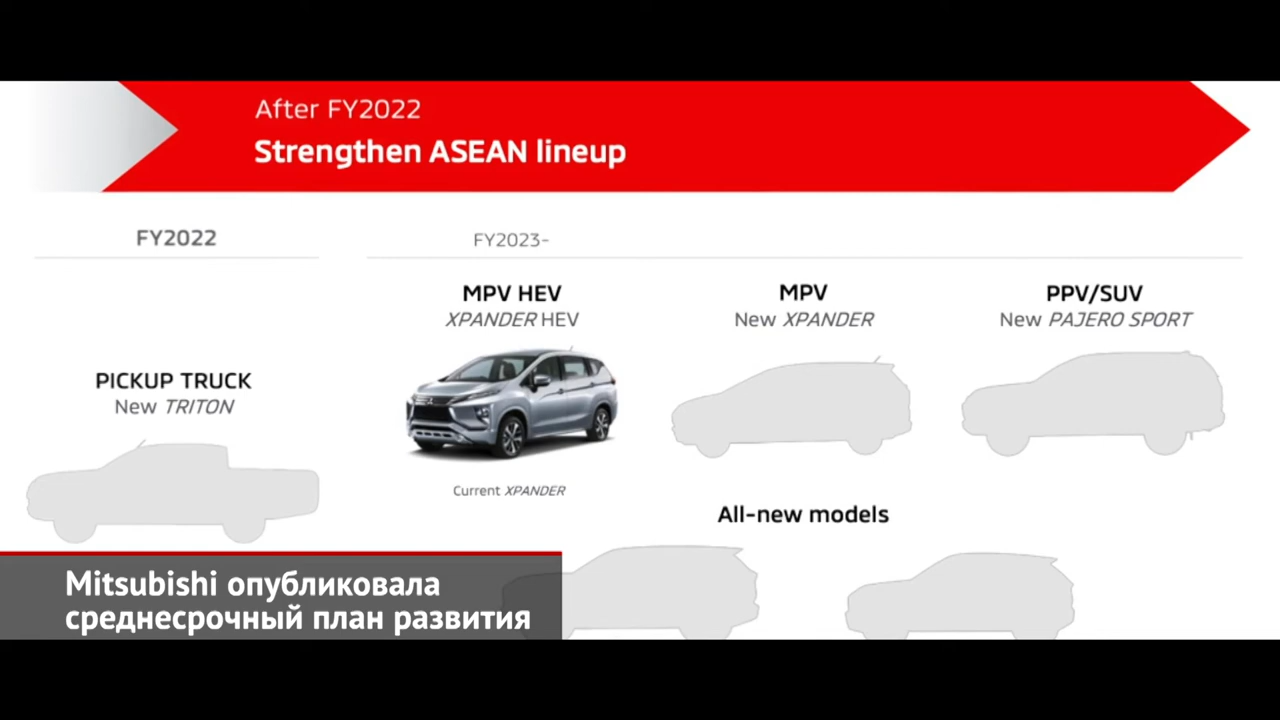 After FY2022
Strengthen ASEAN lineup
FY2022
FY2023-
MPV HEV
XPANDER HEV
MPV
New XPANDER
PPV/SUV
New PAJERO SPORT
PICKUP TRUCK
New TRITON
Current XPANDER
All-new models
Mitsubishi опубликовала
среднесрочный план развития